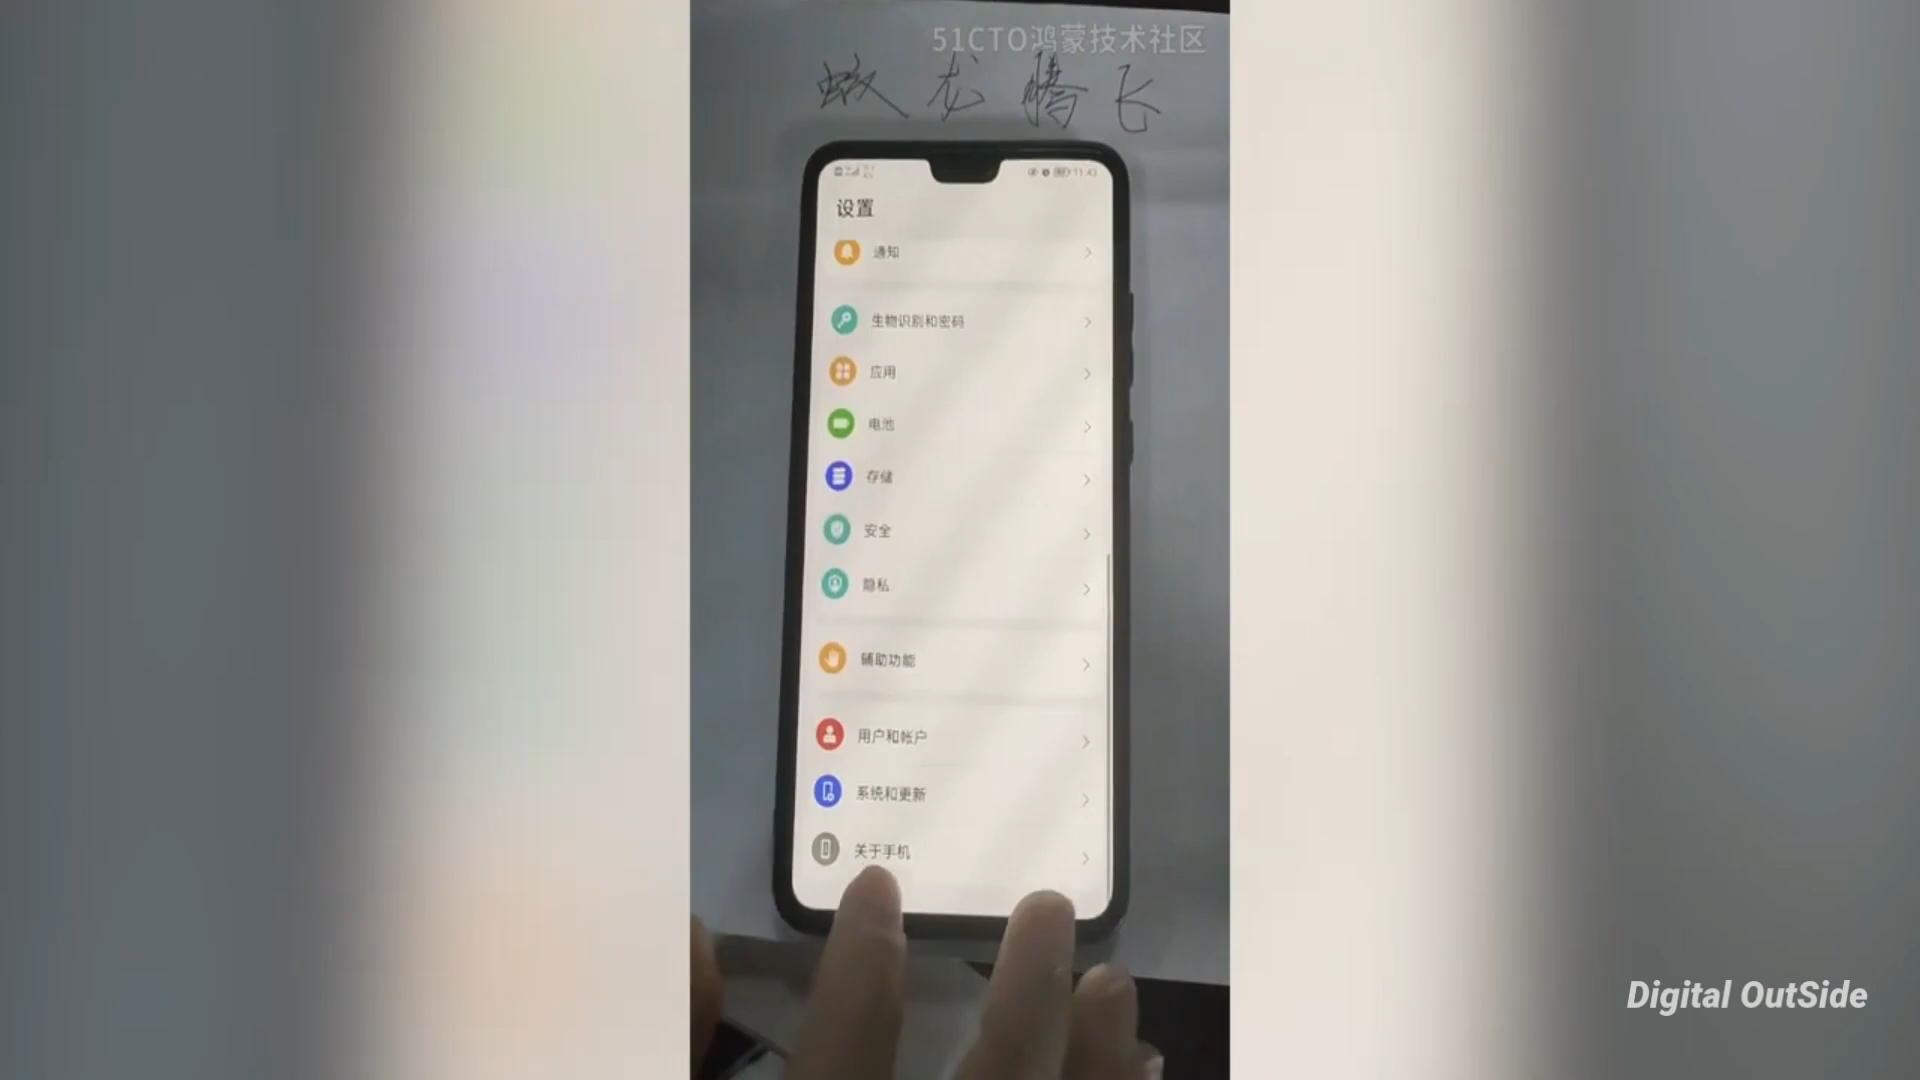 51CTO鸿蒙技术社区
蛟龙腾飞
11:43
设置
通知
生物识别和密码
应用
电池
存储
安全
隐私
辅助功能
用户和帐户
系统和更新
关于手机
Digital OutSide